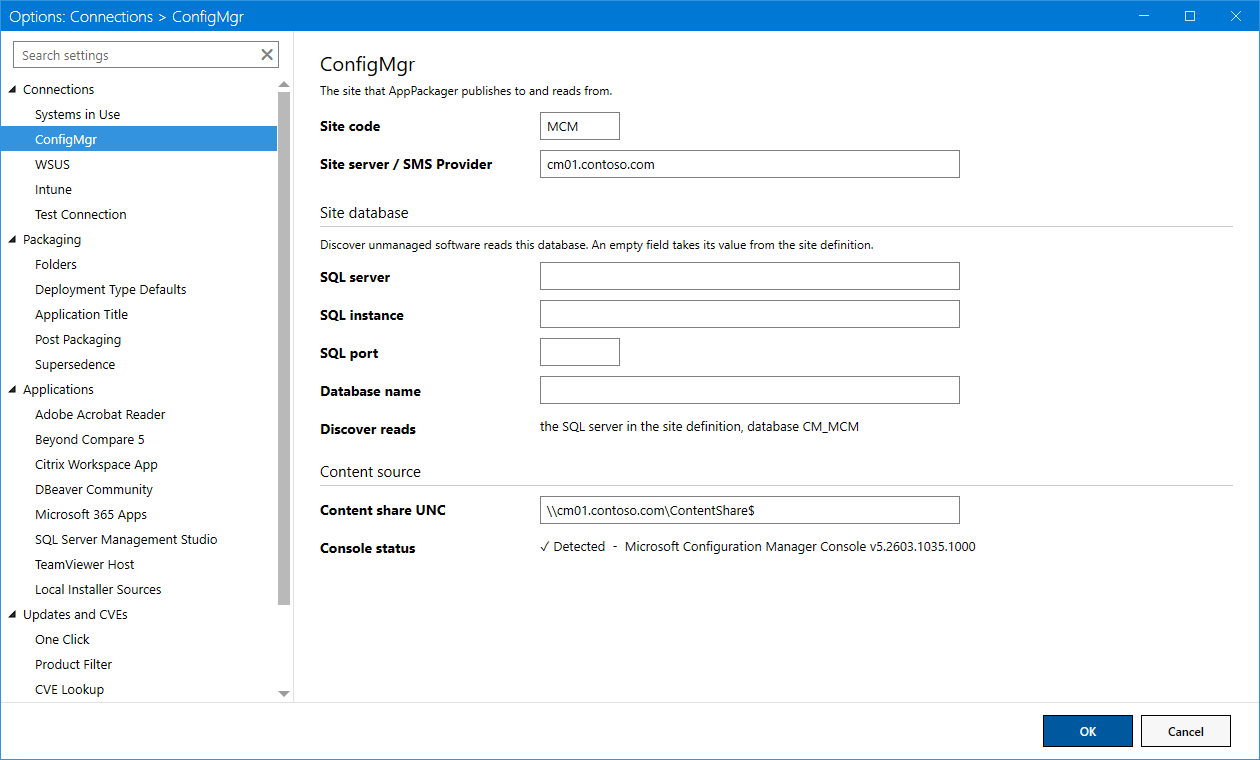 Options: Connections > ConfigMgr
Search settings
Connections
Systems in Use
ConfigMgr
WSUS
Intune
Test Connection
Packaging
Folders
Deployment Type Defaults
Application Title
Post Packaging
Supersedence
Applications
Adobe Acrobat Reader
Beyond Compare 5
Citrix Workspace App
DBeaver Community
Microsoft 365 Apps
SQL Server Management Studio
TeamViewer Host
Local Installer Sources
Updates and CVEs
One Click
Product Filter
CVE Lookup
ConfigMgr
The site that AppPackager publishes to and reads from.
Site code MCM
Site server / SMS Provider cm01.contoso.com
Site database
Discover unmanaged software reads this database. An empty field takes its value from the site definition.
SQL server
SQL instance
SQL port
Database name
Discover reads the SQL server in the site definition, database CM_MCM
Content source
Content share UNC \\cm01.contoso.com\ContentShare$
Console status ✓ Detected - Microsoft Configuration Manager Console v5.2603.1035.1000
OK Cancel